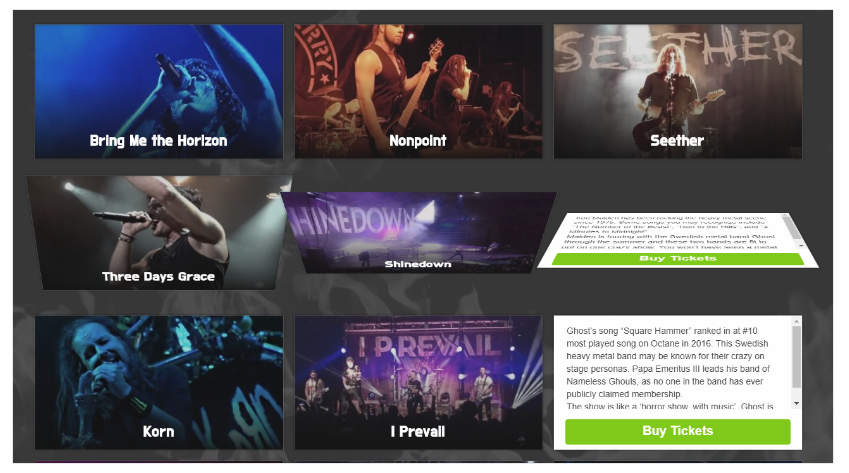 SEETHER
Bring Me the Horizon
Nonpoint
Seether
SHINEDOWN
Three Days Grace
Shinedown
Iron Maiden has been rocking the heavy metal scene
since 1975. Some songs you may recognize include
"The Number of the Beast", "Run to the Hills", and "2
Minutes to Midnight"
Maiden is touring with the Swedish metal band Ghost
through the summer and these two bands are fit to
put on one crazy show. You won't have seen a metal
Buy Tickets
I PREVAIL
Korn
I Prevail
Ghost's song "Square Hammer" ranked in at #10
most played song on Octane in 2016. This Swedish
heavy metal band may be known for their crazy on
stage personas. Papa Emeritus III leads his band of
Nameless Ghouls, as no one in the band has ever
publicly claimed membership.
The show is like a 'horror show, with music'. Ghost is
Buy Tickets